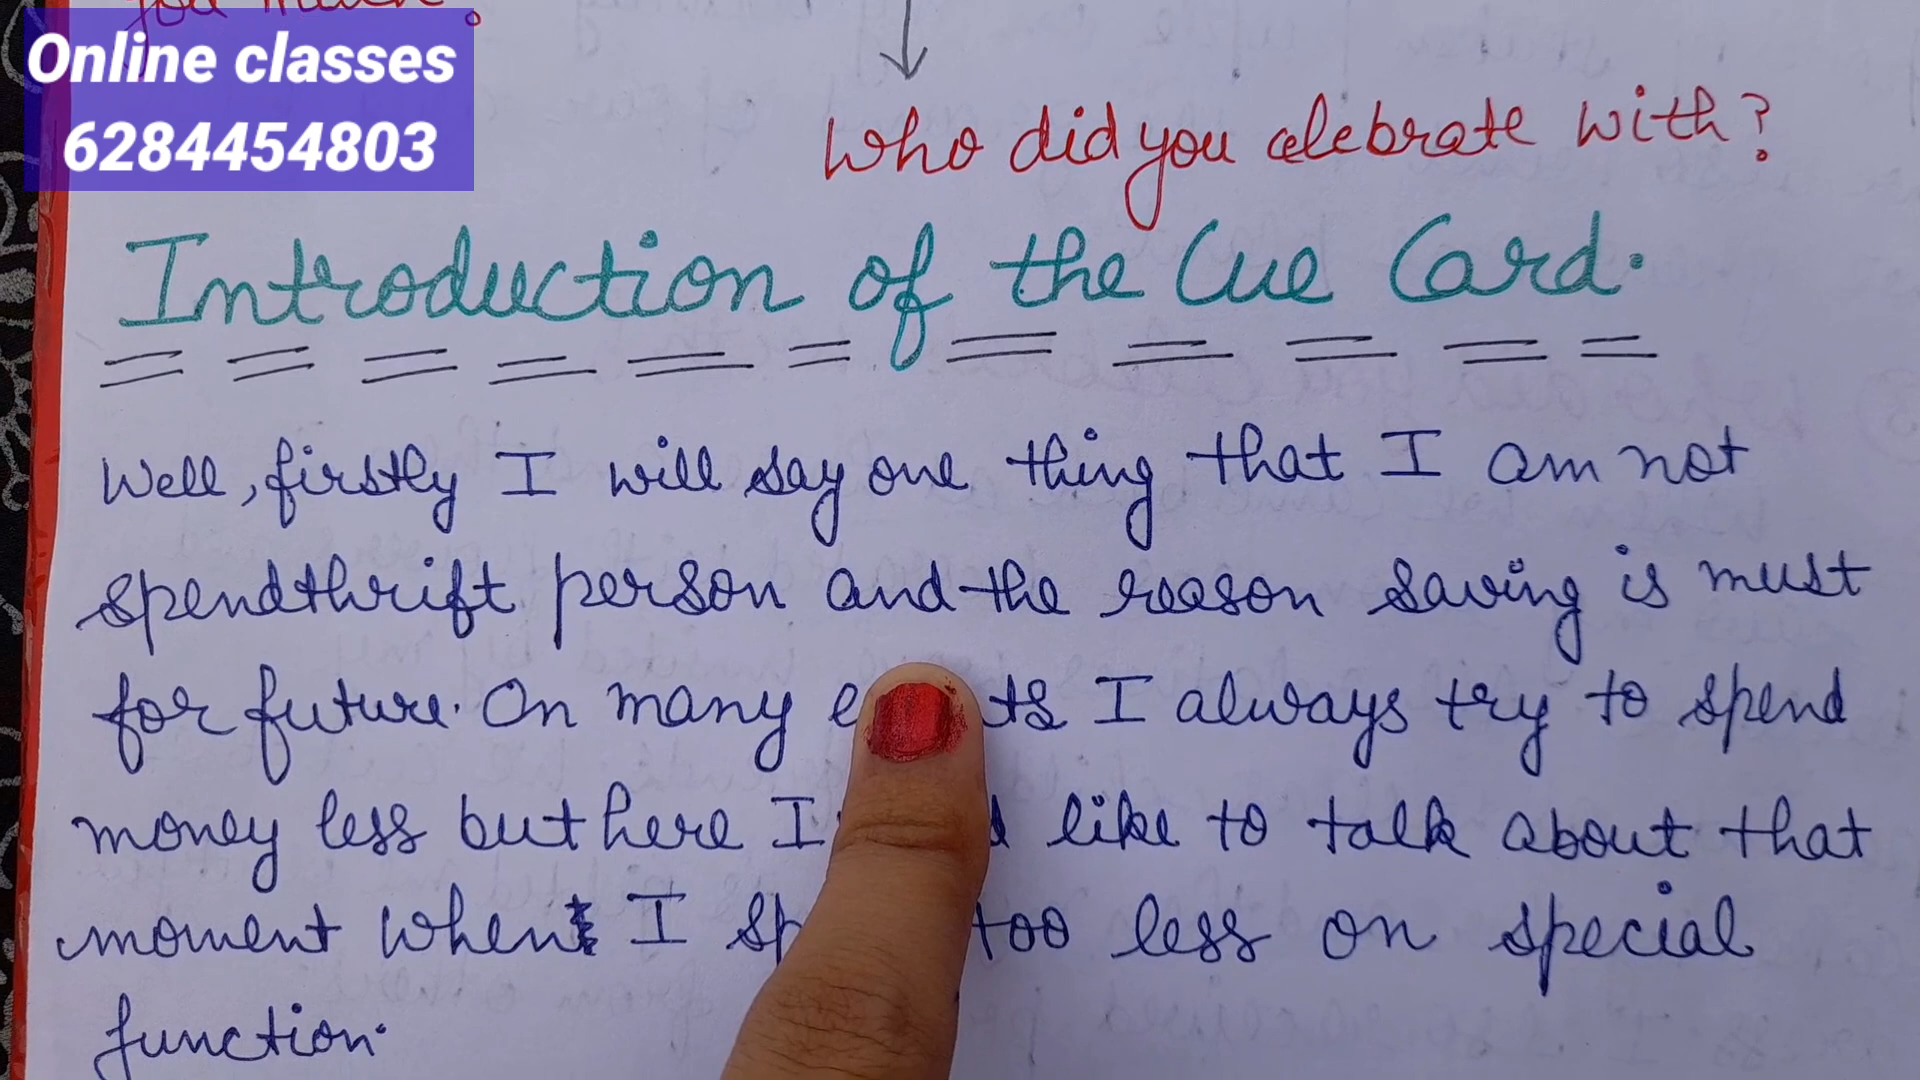 you much?
Online classes
6284454803
Who did you celebrate with?
Introduction of the Cue Card.
Well, firstly I will say one thing that I am not
spendthrift person and the reason saving is must
for future. On many I always try to spend
money less but here I like to talk about that
moment when I too less on special
function.